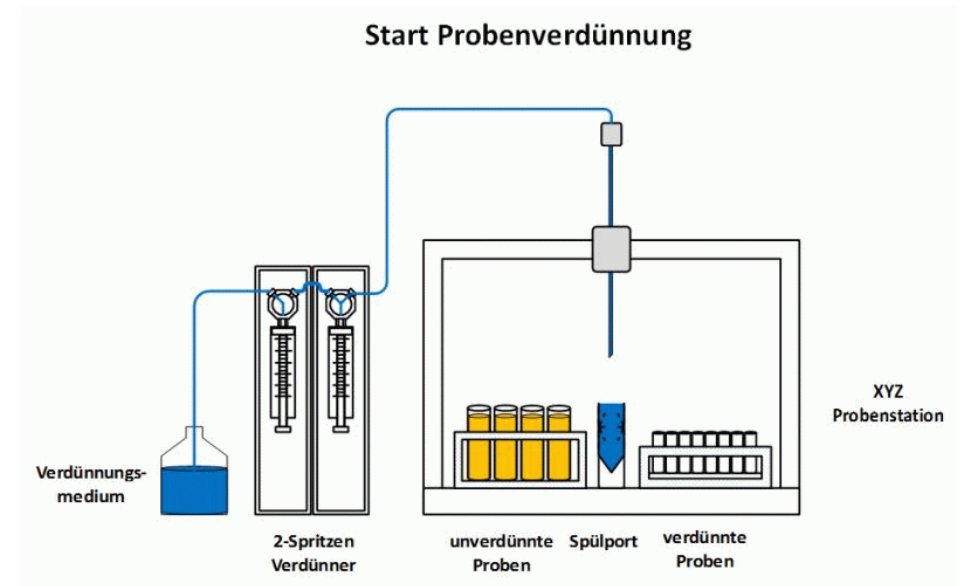 Start Probenverdünnung
XYZ
Probenstation
Verdünnungs-
medium
2-Spritzen
Verdünner
unverdünnte
Proben
Spülport
verdünnte
Proben